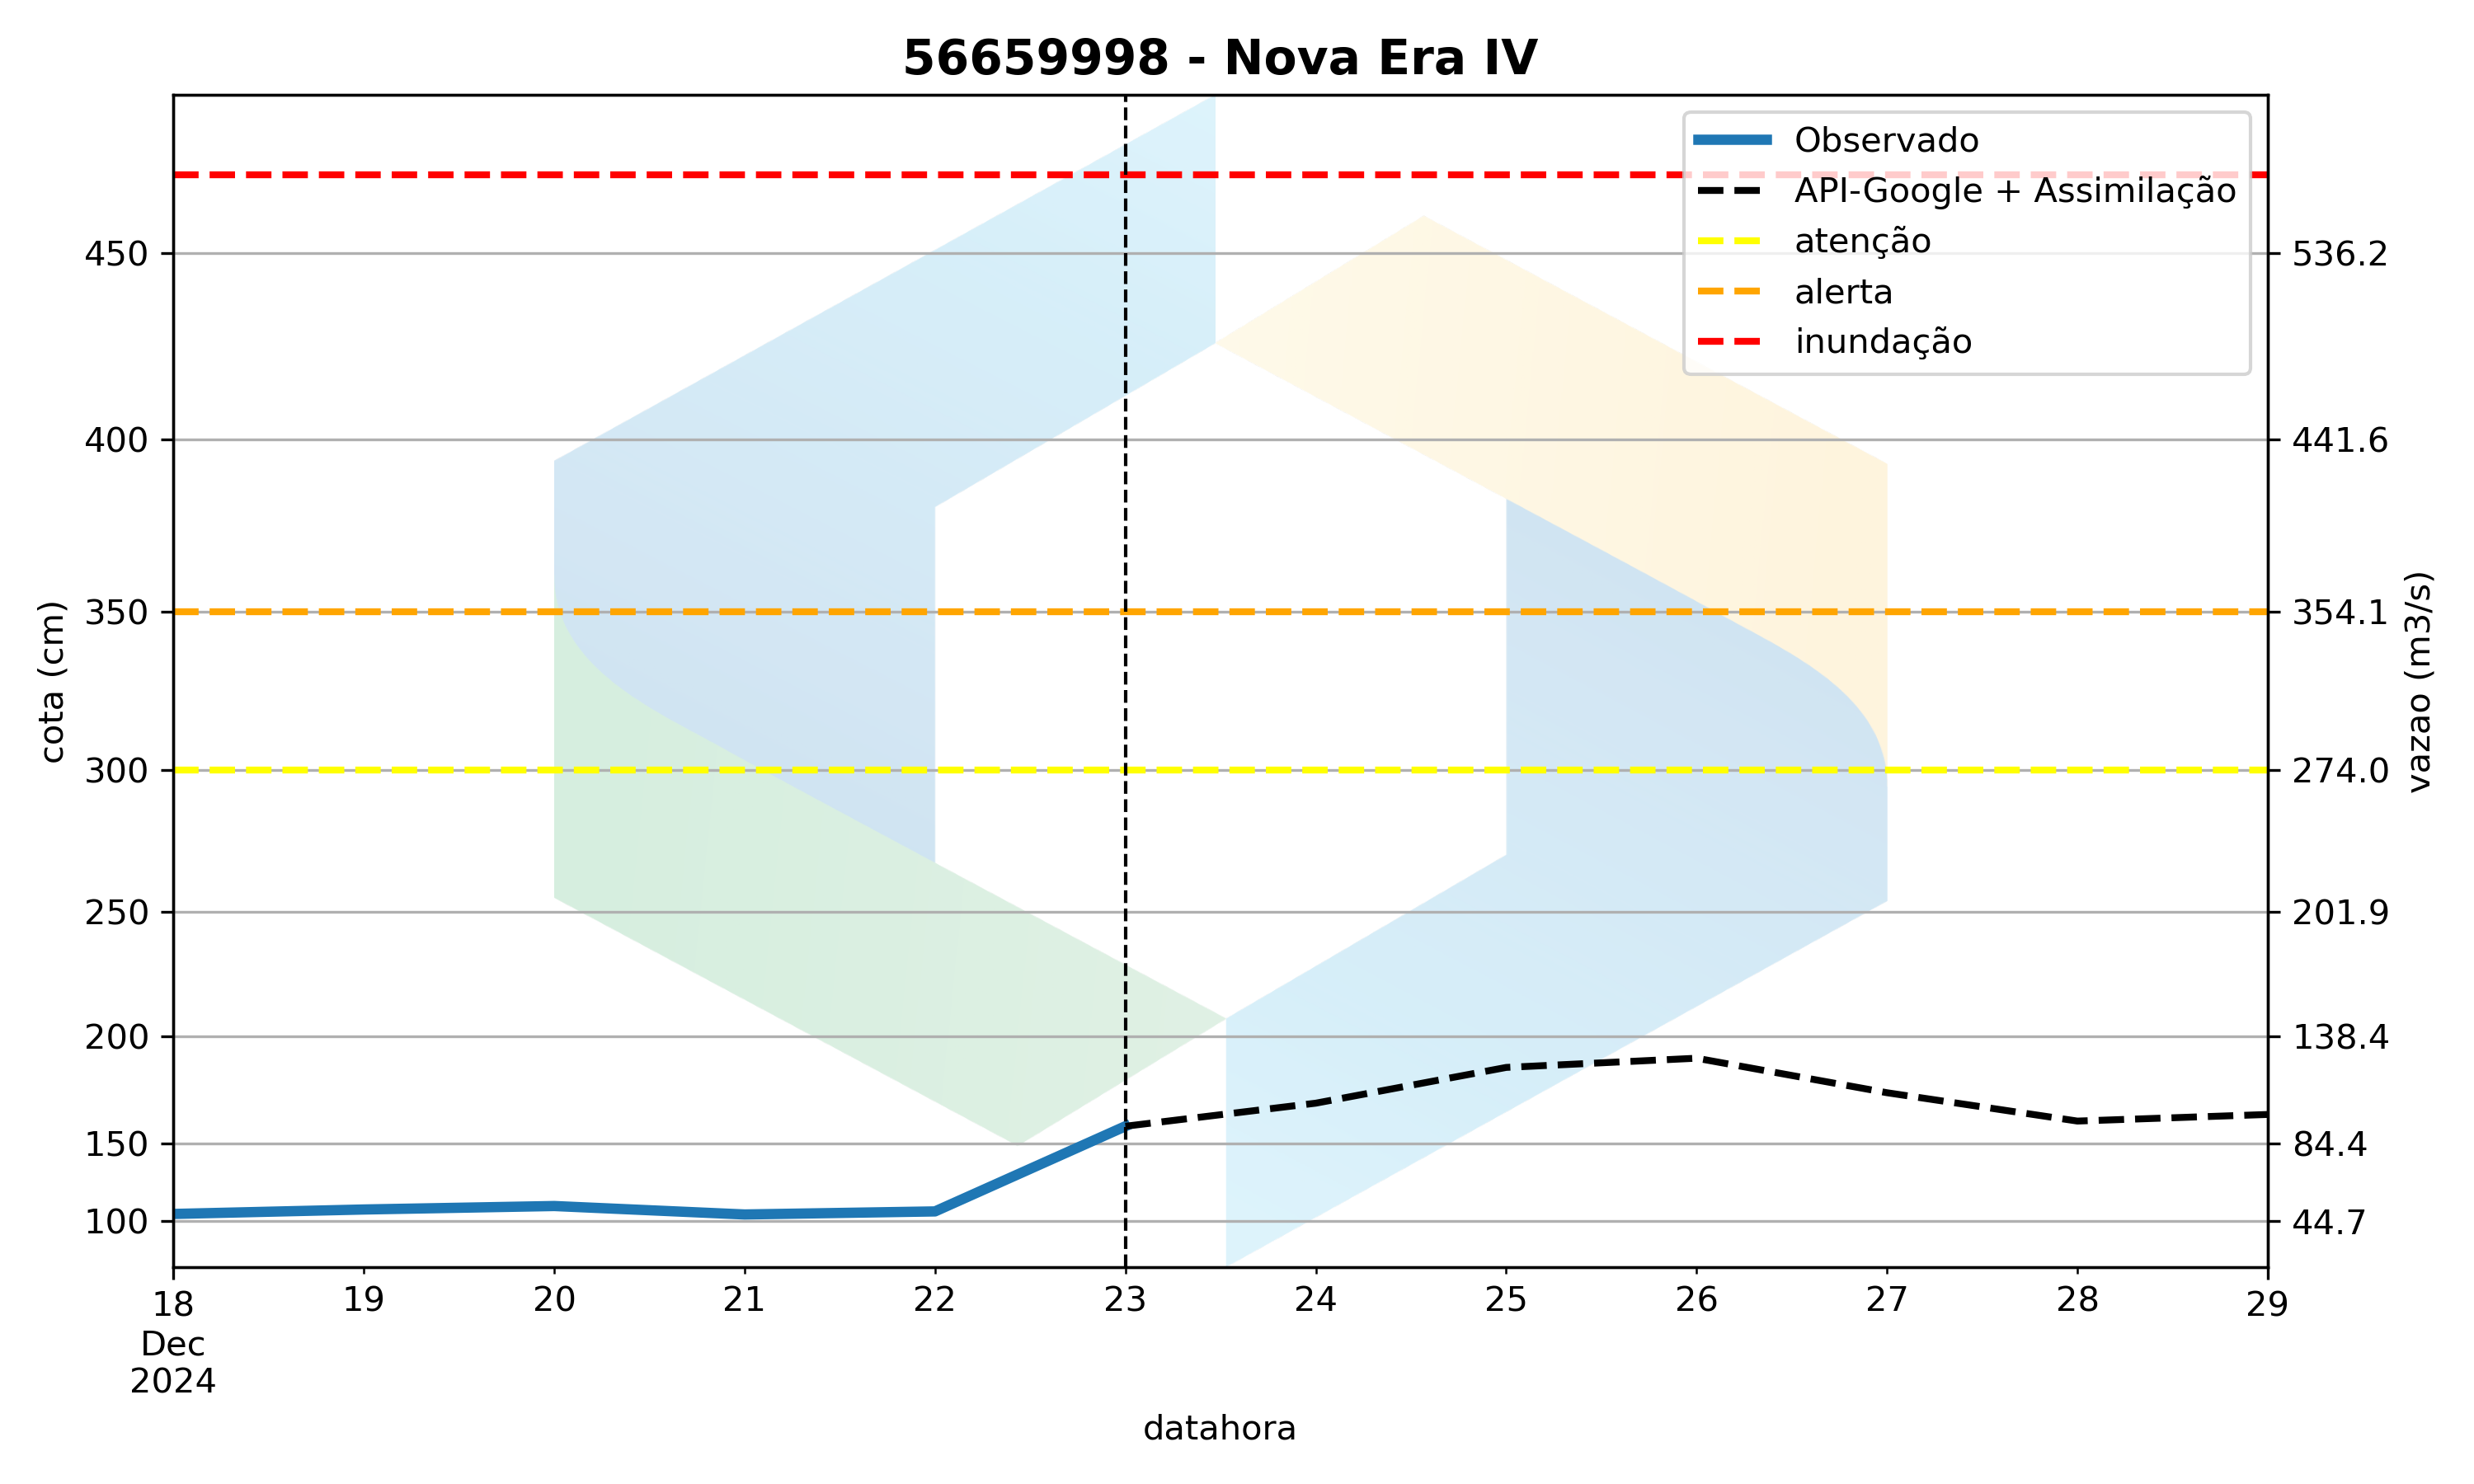 56659998 - Nova Era IV
Observado
API-Google + Assimilação
atenção
alerta
inundação
450
400
350
300
250
200
150
100
cota (cm)
536.2
441.6
354.1
274.0
201.9
138.4
84.4
44.7
vazao (m3/s)
18 19 20 21 22 23 24 25 26 27 28 29
Dec
2024
datahora